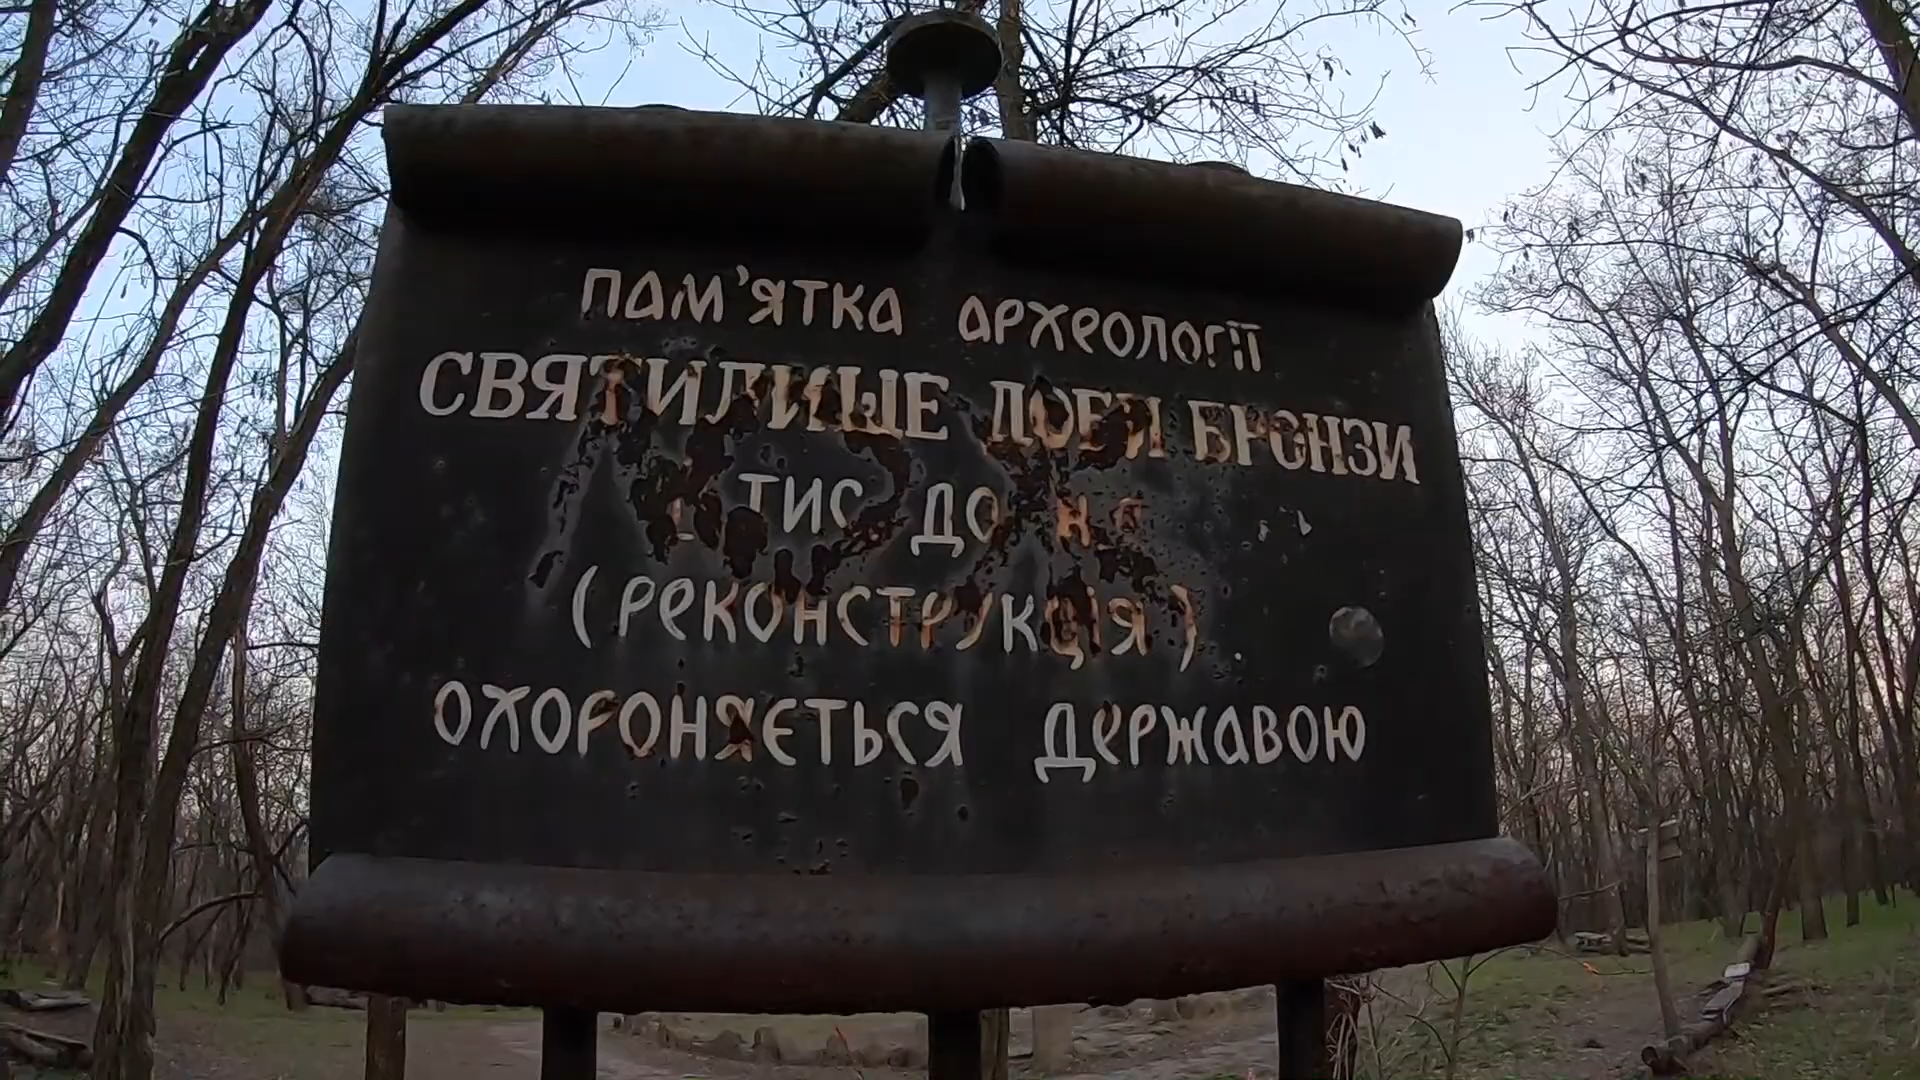 Пам'ятка археології
СВЯТИЛИЩЕ ДОБИ БРОНЗИ
тис до н.е
(реконструкція)
охороняється державою